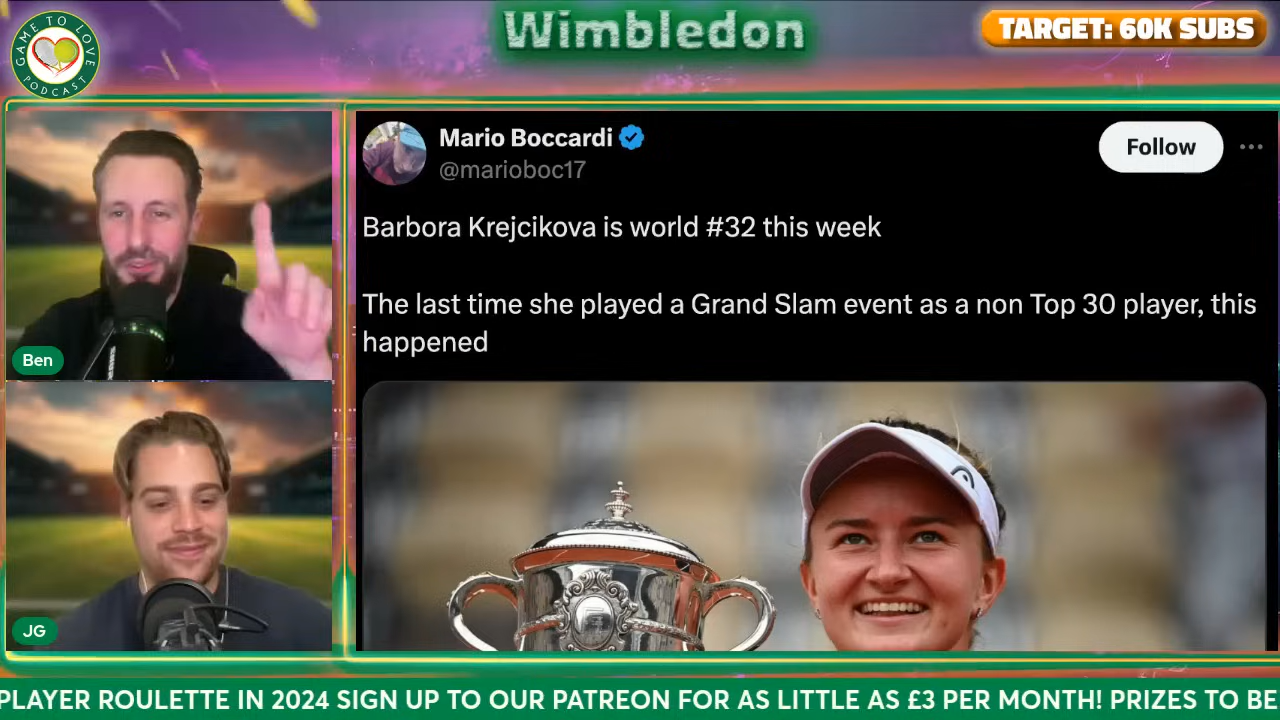 GAME TO LOVE
PODCAST
Wimbledon
TARGET: 60K SUBS
Mario Boccardi
@marioboc17
Follow
Barbora Krejcikova is world #32 this week
The last time she played a Grand Slam event as a non Top 30 player, this
happened
Ben
JG
PLAYER ROULETTE IN 2024 SIGN UP TO OUR PATREON FOR AS LITTLE AS £3 PER MONTH! PRIZES TO BE